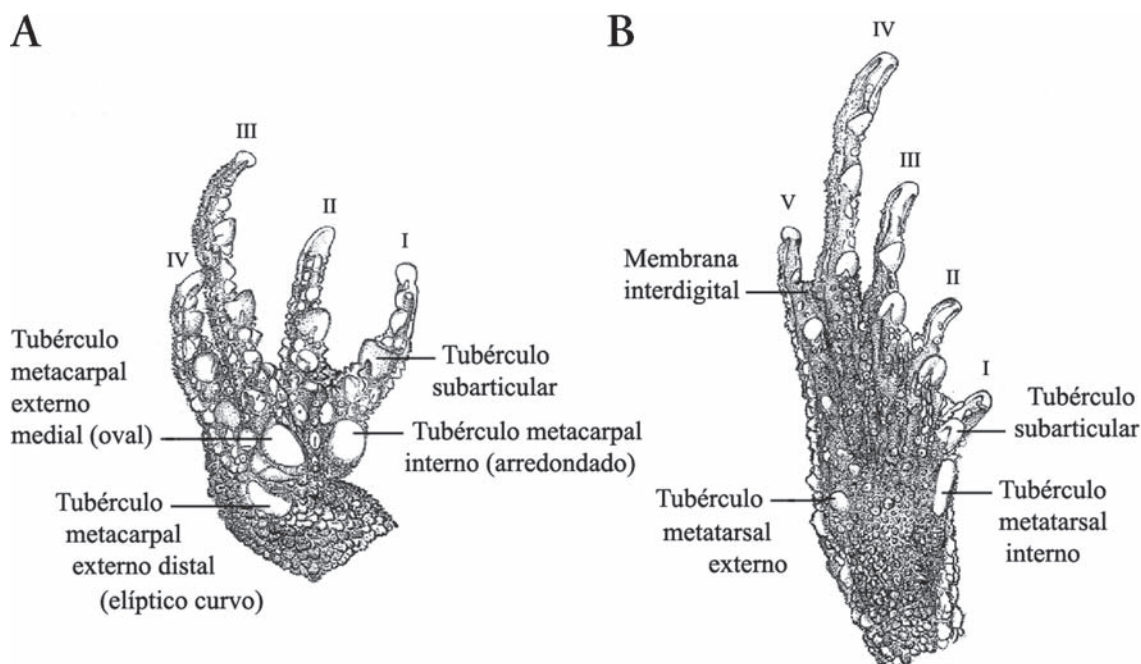 A
III
II
I
IV
Tubérculo
metacarpal
externo
medial (oval)
Tubérculo
subarticular
Tubérculo metacarpal
interno (arredondado)
Tubérculo
metacarpal
externo distal
(elíptico curvo)
B
IV
III
V
II
I
Membrana
interdigital
Tubérculo
subarticular
Tubérculo
metatarsal
externo
Tubérculo
metatarsal
interno